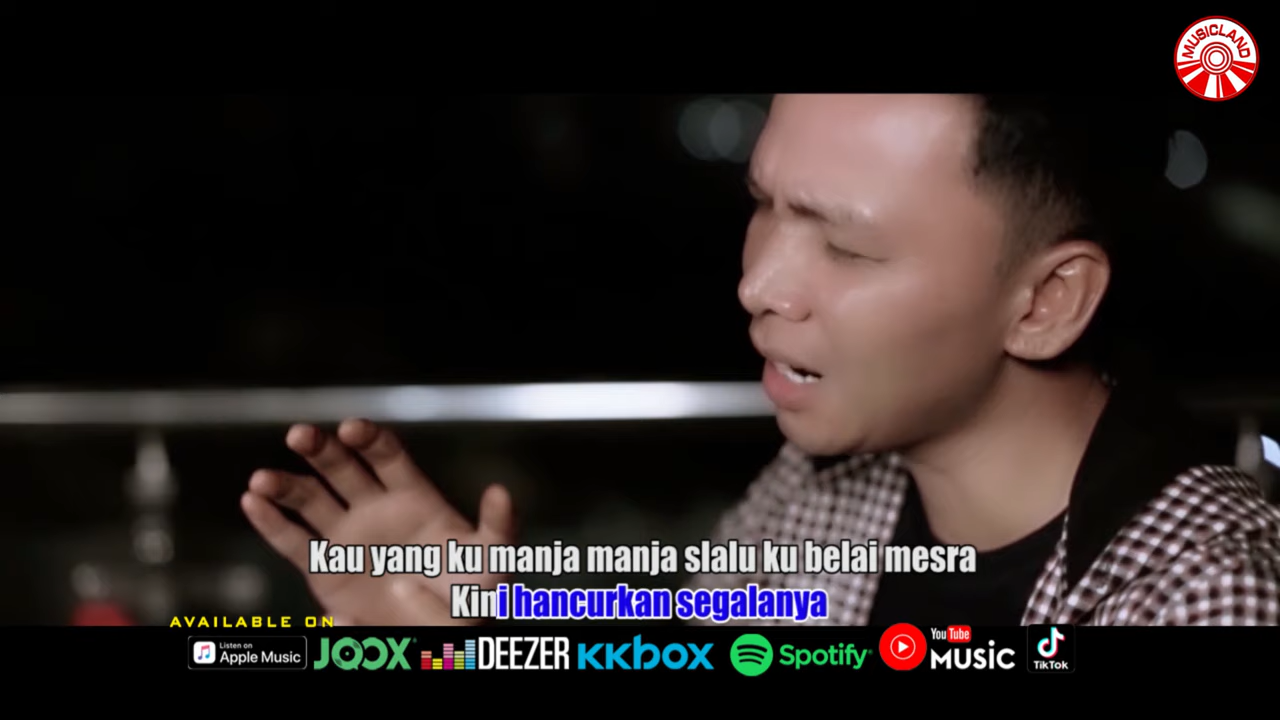 MUSICLAND
Kau yang ku manja manja slalu ku belai mesra
Kini hancurkan segalanya
AVAILABLE ON
Listen on
Apple Music
JOOX
DEEZER
KKBOX
Spotify
YouTube
MUSIC
TikTok